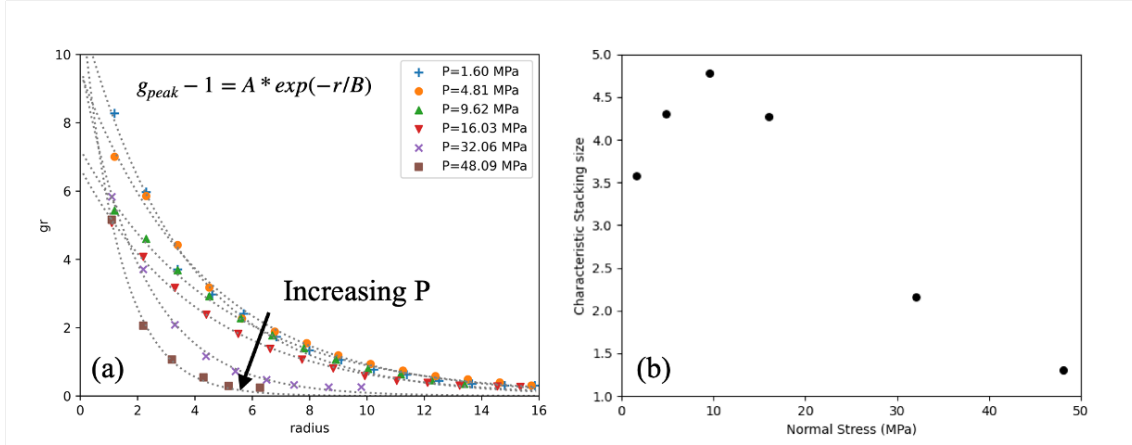 10
8
6
4
2
0
gr
g_peak − 1 = A * exp(−r/B)
P=1.60 MPa
P=4.81 MPa
P=9.62 MPa
P=16.03 MPa
P=32.06 MPa
P=48.09 MPa
Increasing P
(a)
0 2 4 6 8 10 12 14 16
radius
5.0
4.5
4.0
3.5
3.0
2.5
2.0
1.5
1.0
Characteristic Stacking size
(b)
0 10 20 30 40 50
Normal Stress (MPa)